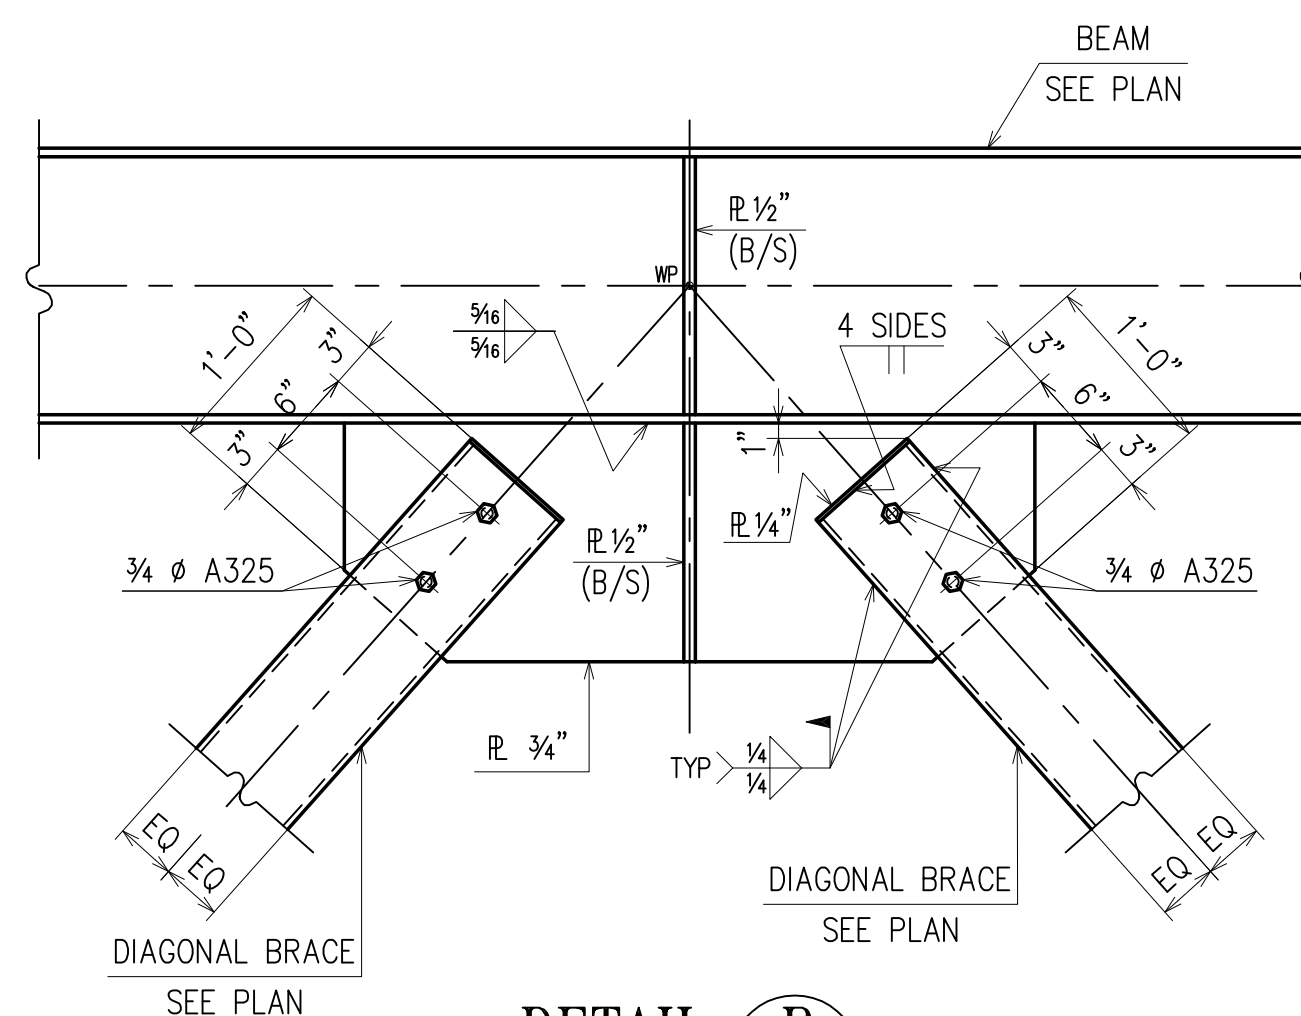 BEAM
SEE PLAN
PL 1/2"
(B/S)
WP
5/16
5/16
4 SIDES
1'-0"
3"
6"
3"
1'-0"
3"
6"
3"
1"
PL 1/4"
PL 1/2"
(B/S)
3/4 ø A325
3/4 ø A325
PL 3/4"
TYP
1/4
1/4
EQ
EQ
EQ
EQ
DIAGONAL BRACE
SEE PLAN
DIAGONAL BRACE
SEE PLAN